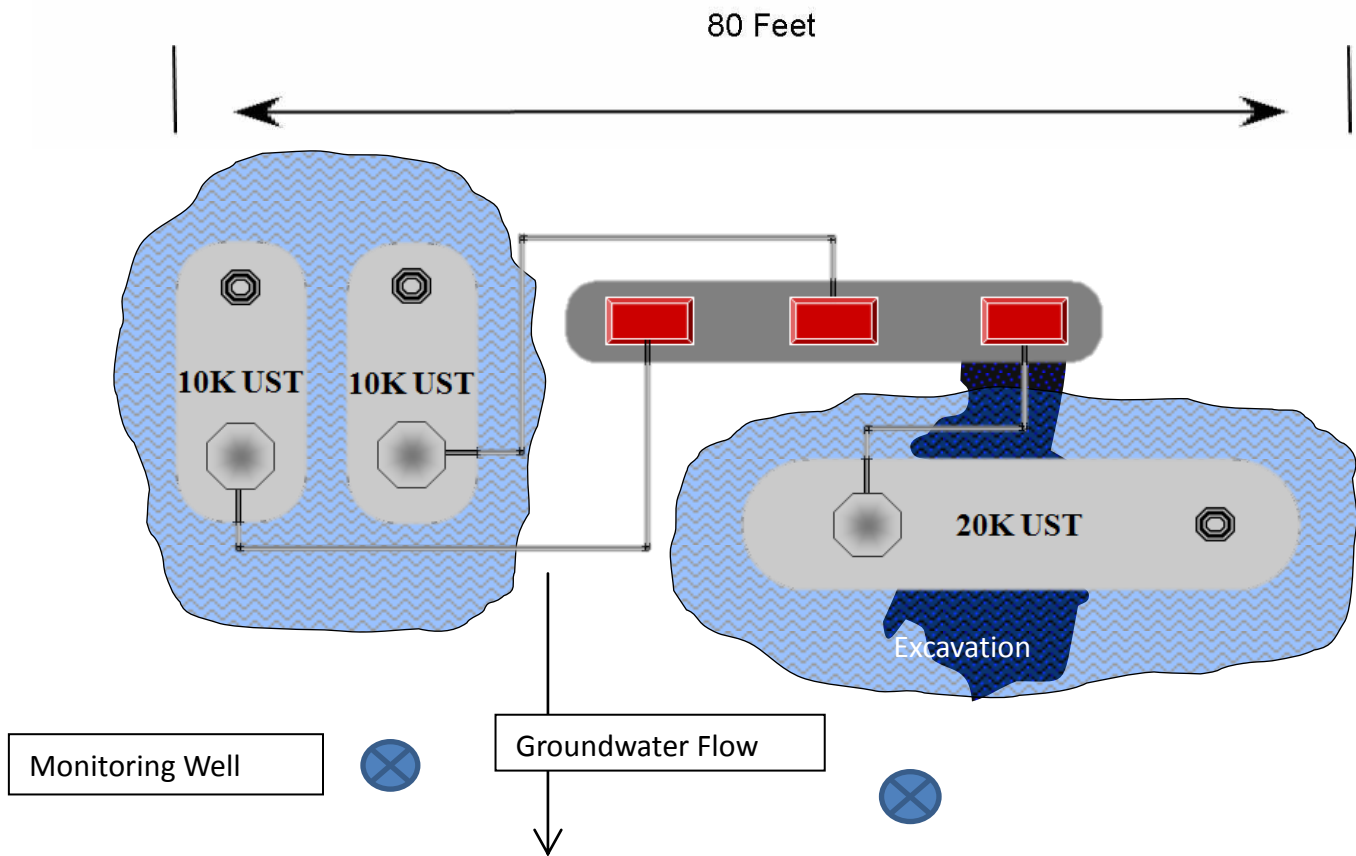 80 Feet
10K UST
10K UST
20K UST
Excavation
Monitoring Well
Groundwater Flow